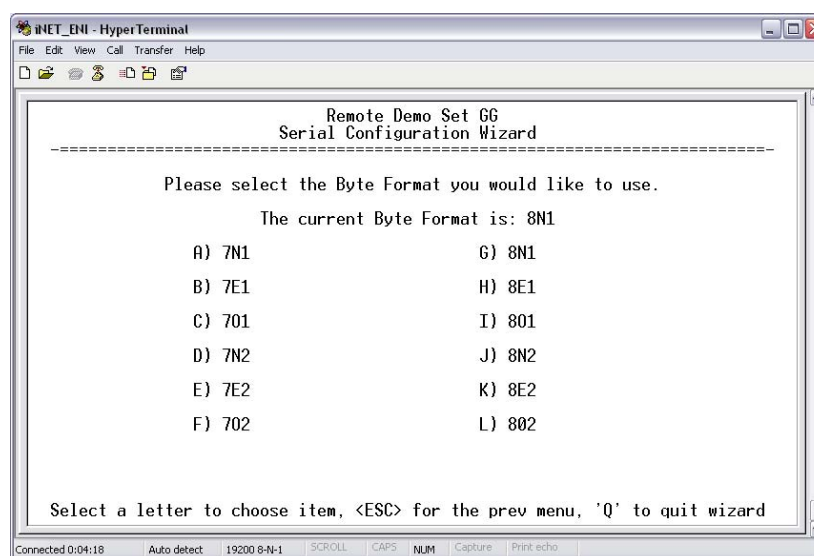 iNET_ENI - HyperTerminal
File Edit View Call Transfer Help
Remote Demo Set GG
Serial Configuration Wizard
-===========================================================================-
Please select the Byte Format you would like to use.
The current Byte Format is: 8N1
A) 7N1 G) 8N1
B) 7E1 H) 8E1
C) 7O1 I) 8O1
D) 7N2 J) 8N2
E) 7E2 K) 8E2
F) 7O2 L) 8O2
Select a letter to choose item, <ESC> for the prev menu, 'Q' to quit wizard
Connected 0:04:18 Auto detect 19200 8-N-1 SCROLL CAPS NUM Capture Print echo